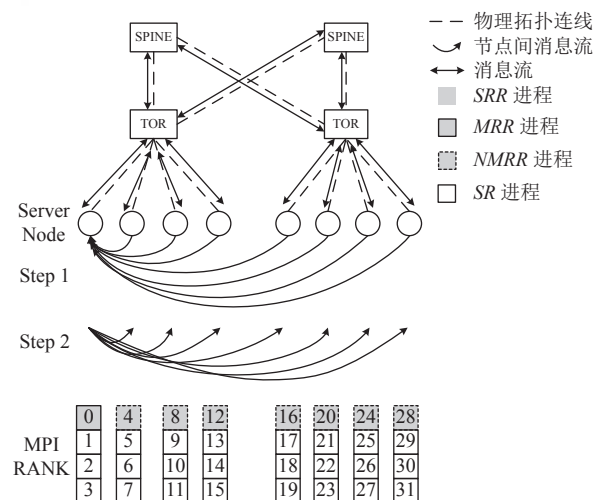 SPINE SPINE
TOR TOR
物理拓扑连线
节点间消息流
消息流
SRR 进程
MRR 进程
NMRR 进程
SR 进程
Server
Node
Step 1
Step 2
MPI
RANK
0 4 8 12 16 20 24 28
1 5 9 13 17 21 25 29
2 6 10 14 18 22 26 30
3 7 11 15 19 23 27 31